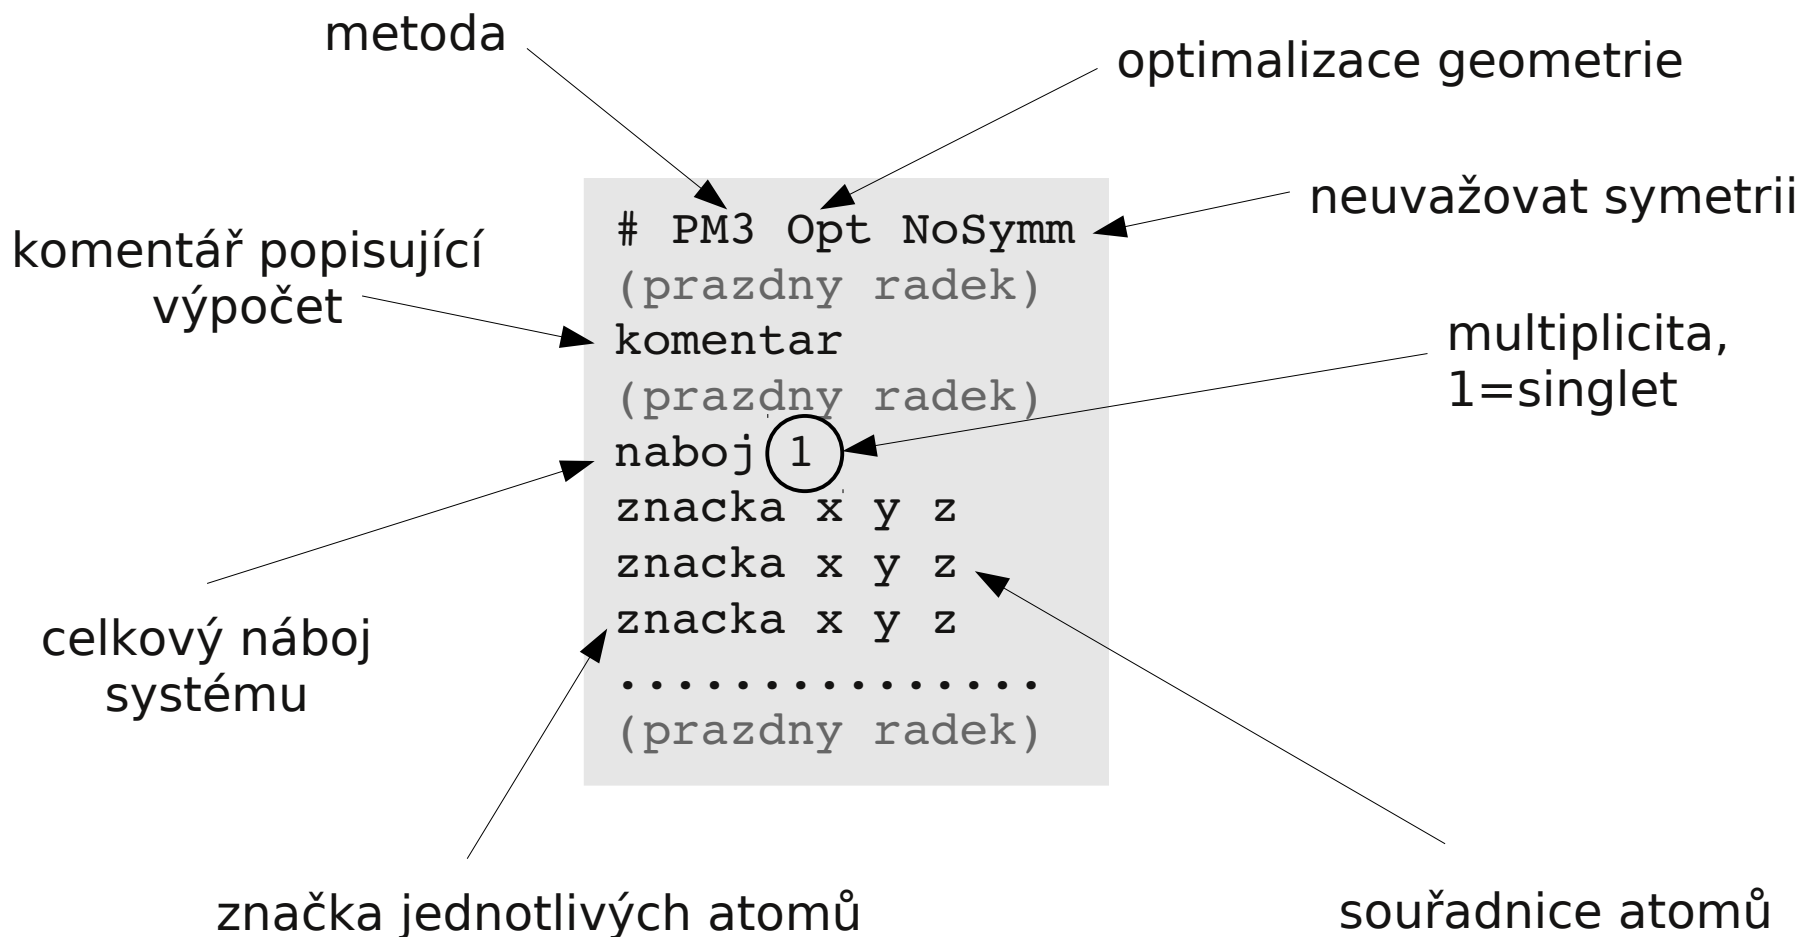 metoda
optimalizace geometrie
neuvažovat symetrii
komentář popisující
výpočet
# PM3 Opt NoSymm
(prazdny radek)
komentar
(prazdny radek)
naboj 1
znacka x y z
znacka x y z
znacka x y z
...............
(prazdny radek)
multiplicita,
1=singlet
celkový náboj
systému
značka jednotlivých atomů
souřadnice atomů